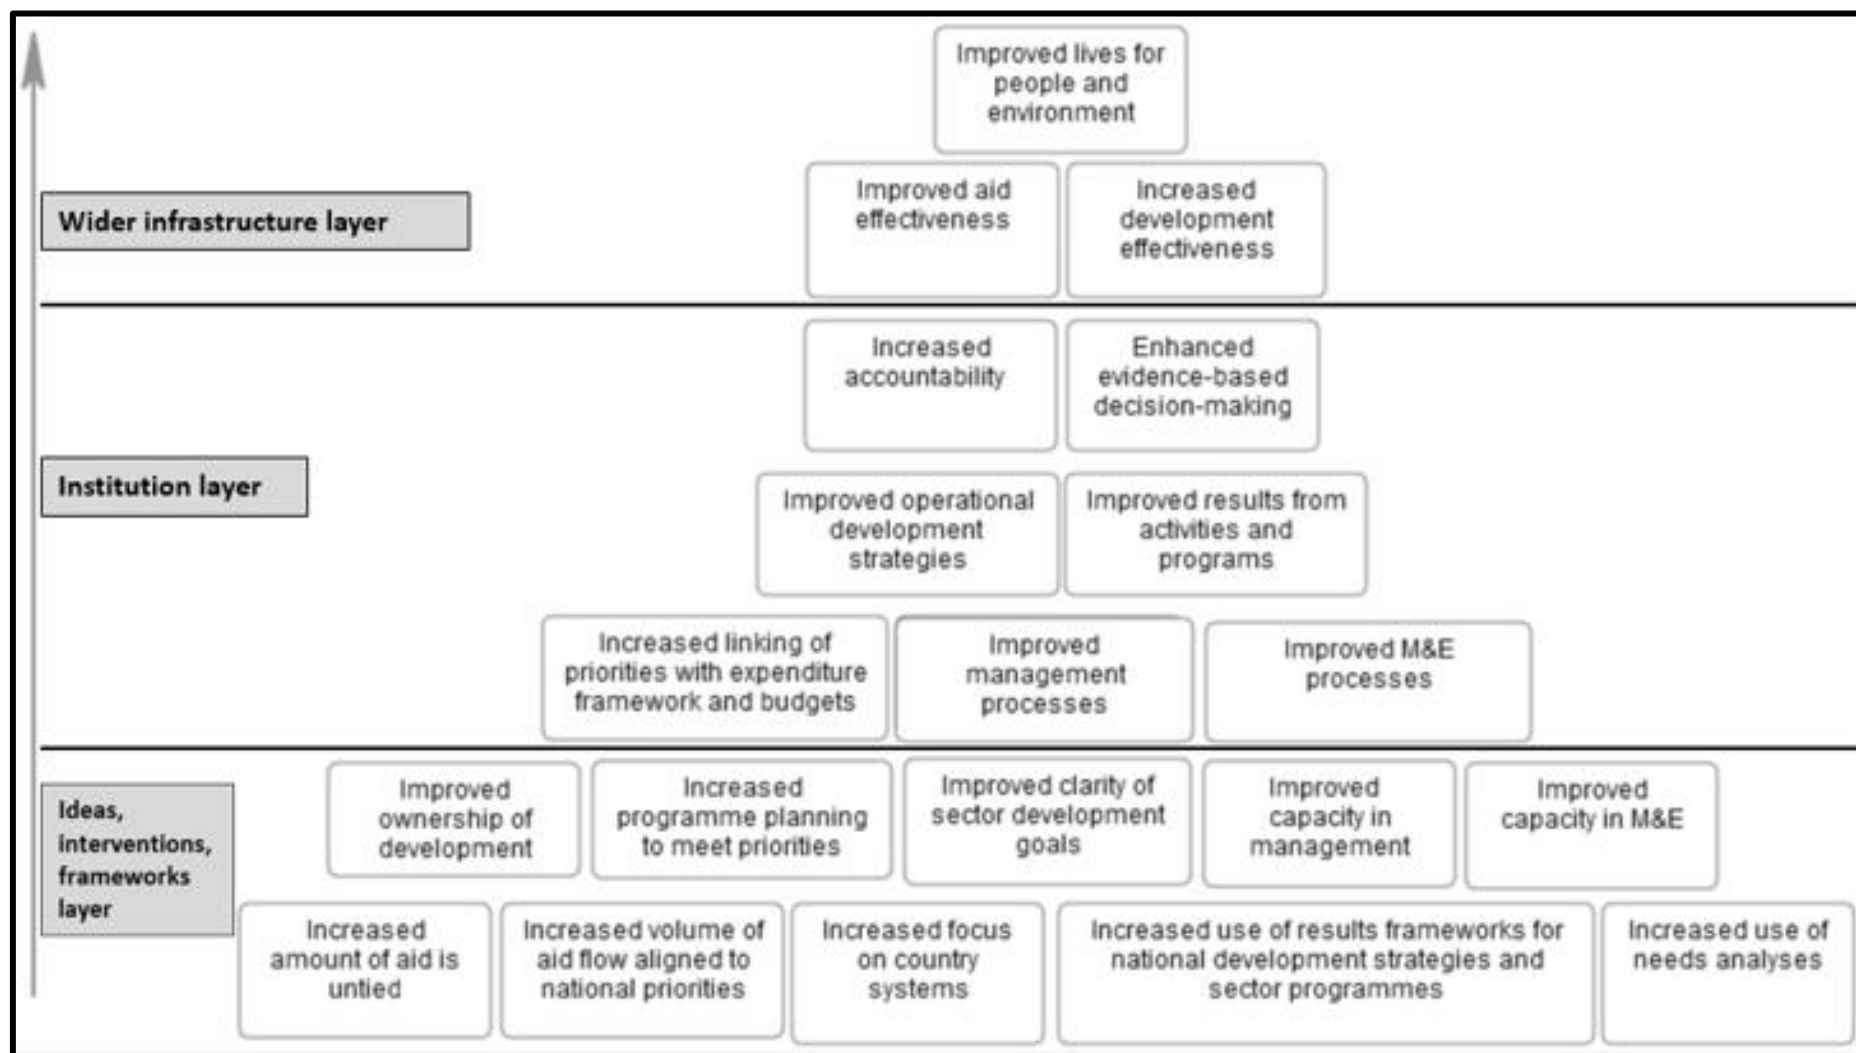 Improved lives for
people and
environment
Wider infrastructure layer
Improved aid
effectiveness
Increased
development
effectiveness
Increased
accountability
Enhanced
evidence-based
decision-making
Institution layer
Improved operational
development
strategies
Improved results from
activities and
programs
Increased linking of
priorities with expenditure
framework and budgets
Improved
management
processes
Improved M&E
processes
Ideas,
interventions,
frameworks
layer
Improved
ownership of
development
Increased
programme planning
to meet priorities
Improved clarity of
sector development
goals
Improved
capacity in
management
Improved
capacity in M&E
Increased
amount of aid is
untied
Increased volume of
aid flow aligned to
national priorities
Increased focus
on country
systems
Increased use of results frameworks for
national development strategies and
sector programmes
Increased use of
needs analyses